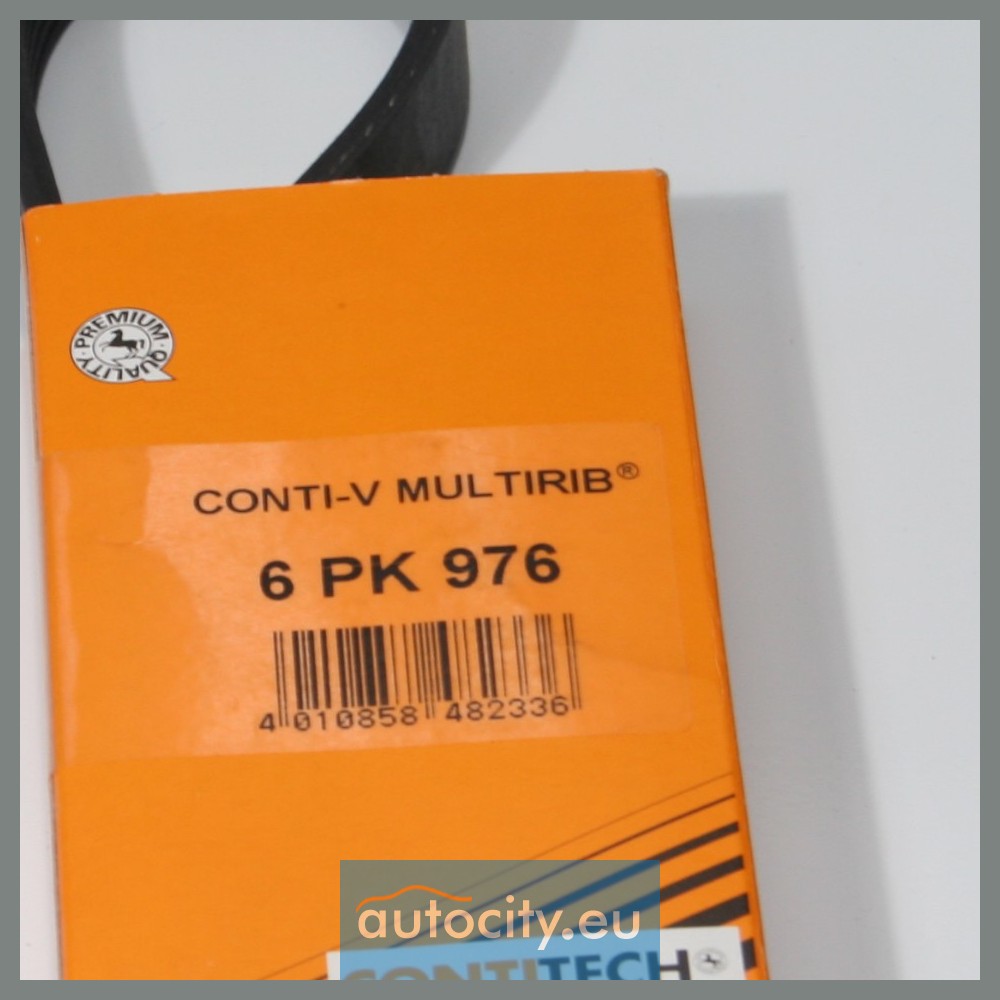 PREMIUM
QUALITY
CONTI-V MULTIRIB®
6 PK 976
4 010858 482336
autocity.eu
CONTITECH